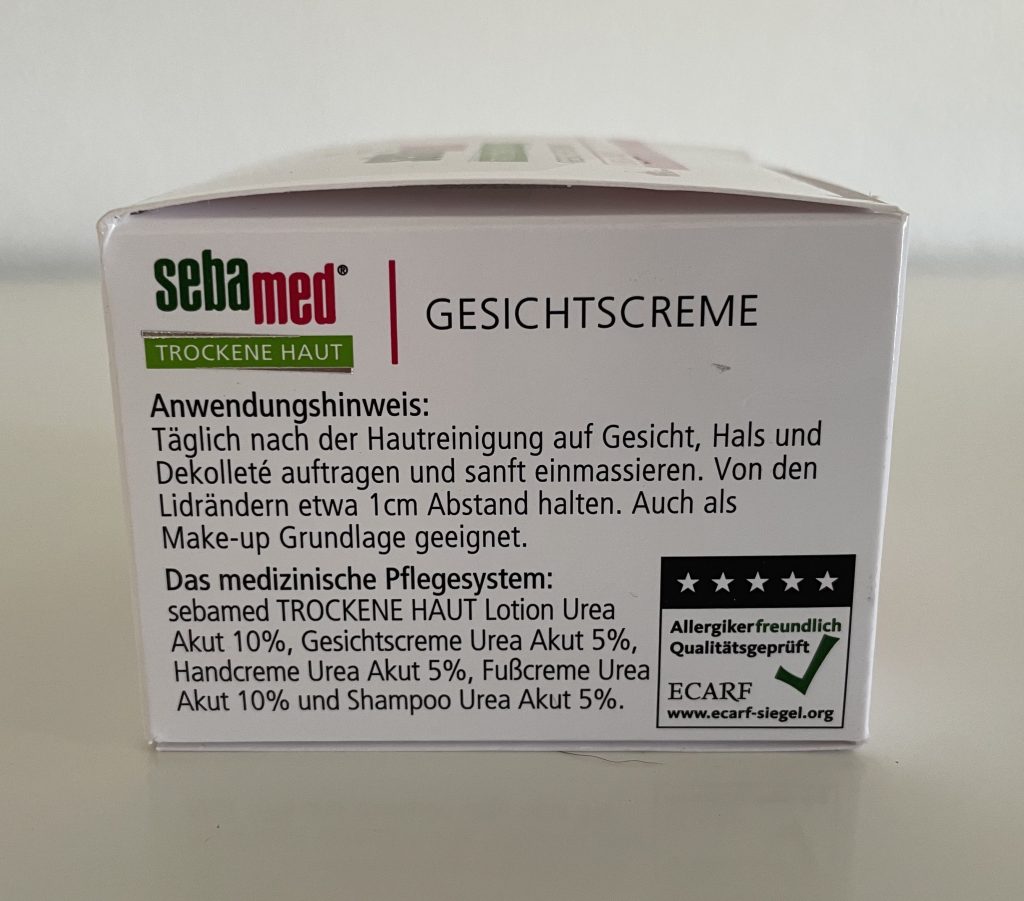 sebamed®
TROCKENE HAUT
GESICHTSCREME
Anwendungshinweis:
Täglich nach der Hautreinigung auf Gesicht, Hals und
Dekolleté auftragen und sanft einmassieren. Von den
Lidrändern etwa 1cm Abstand halten. Auch als
Make-up Grundlage geeignet.
Das medizinische Pflegesystem:
sebamed TROCKENE HAUT Lotion Urea
Akut 10%, Gesichtscreme Urea Akut 5%,
Handcreme Urea Akut 5%, Fußcreme Urea
Akut 10% und Shampoo Urea Akut 5%.
Allergikerfreundlich
Qualitätsgeprüft
ECARF
www.ecarf-siegel.org